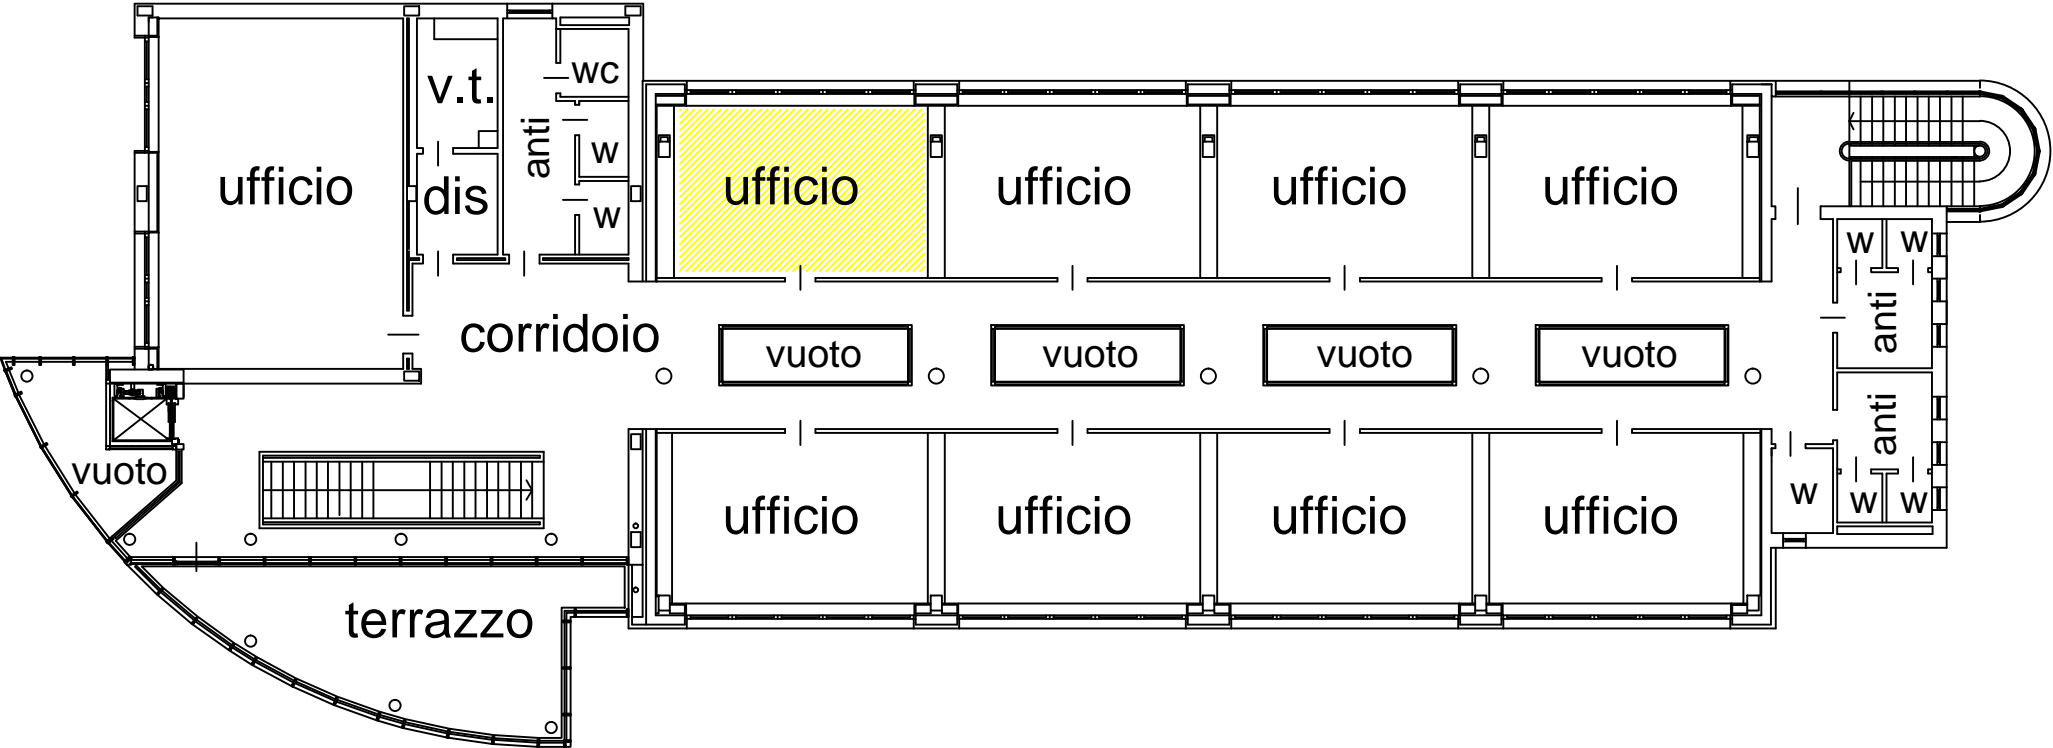 wc
v.t.
anti
w
ufficio
dis
w
ufficio
ufficio
ufficio
ufficio
w
w
anti
corridoio
vuoto
vuoto
vuoto
vuoto
anti
vuoto
w
w
w
ufficio
ufficio
ufficio
ufficio
terrazzo